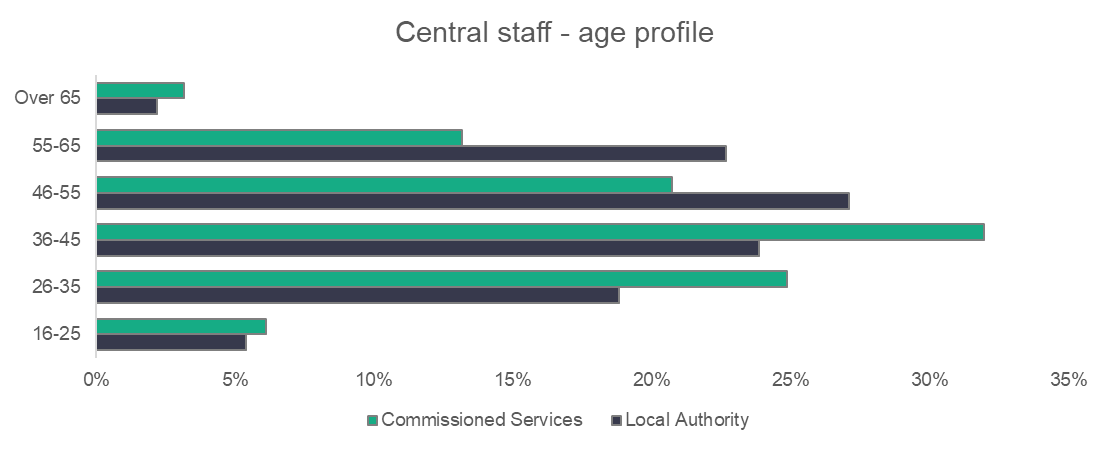 Central staff - age profile
Over 65
55-65
46-55
36-45
26-35
16-25
0% 5% 10% 15% 20% 25% 30% 35%
Commissioned Services Local Authority